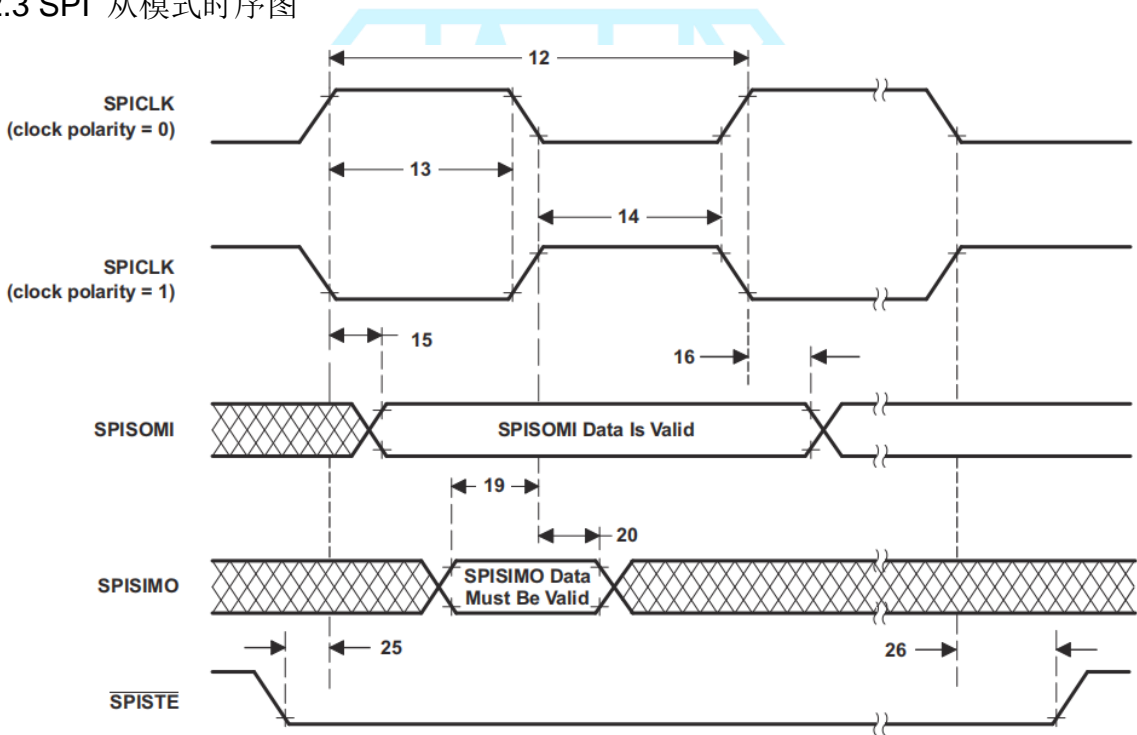 .3 SPI 从模式时序图
12
SPICLK
(clock polarity = 0)
13
14
SPICLK
(clock polarity = 1)
15
16
SPISOMI
SPISOMI Data Is Valid
19
20
SPISIMO
SPISIMO Data
Must Be Valid
25
26
SPISTE